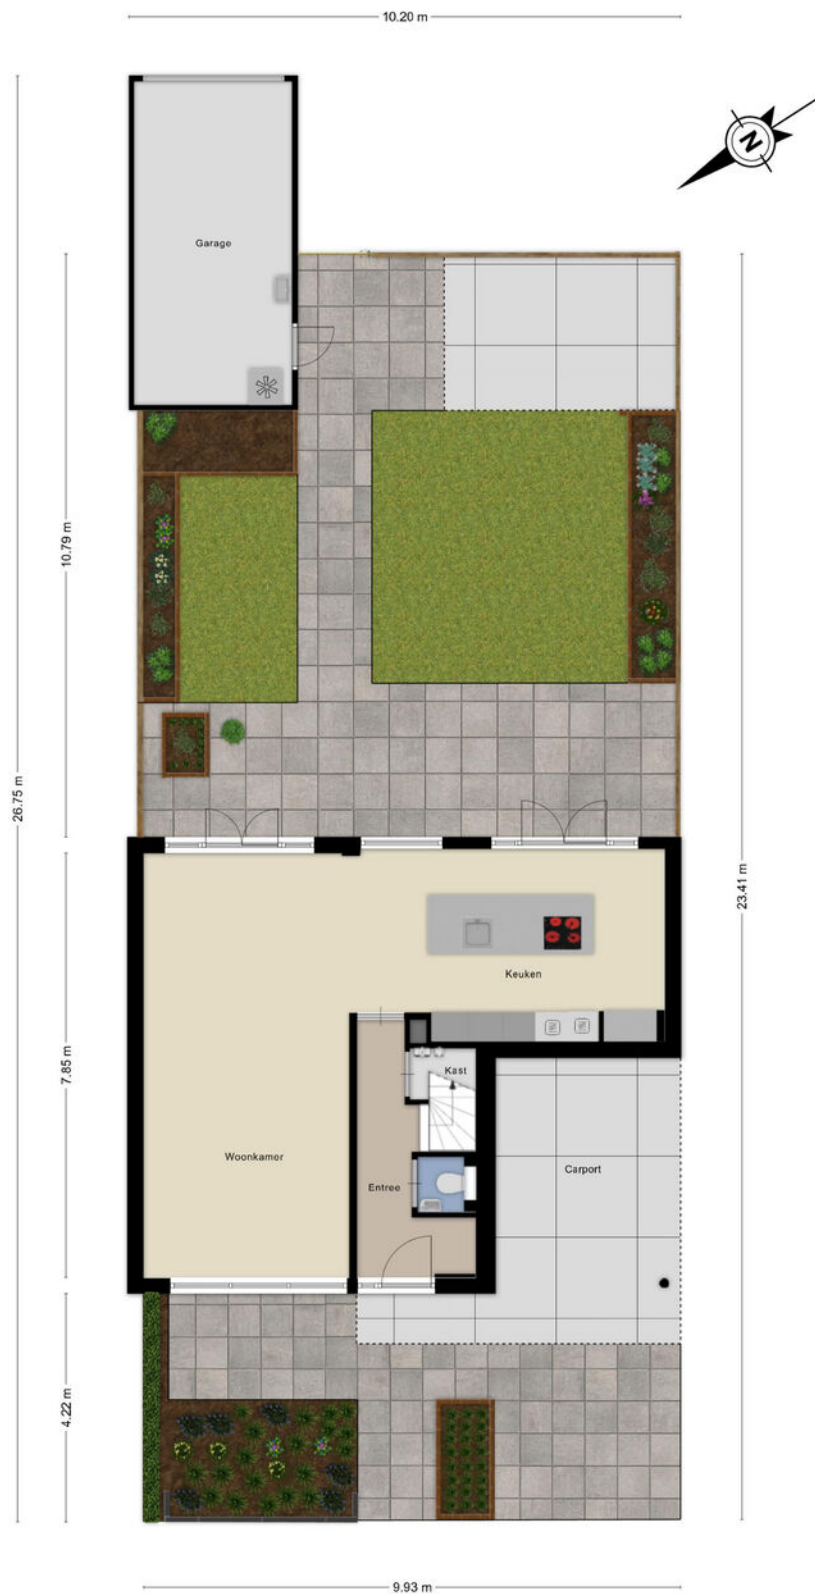 10.20 m
N
Garage
10.79 m
26.75 m
23.41 m
Keuken
7.85 m
Kast
Woonkamer
Entree
Carport
4.22 m
9.93 m